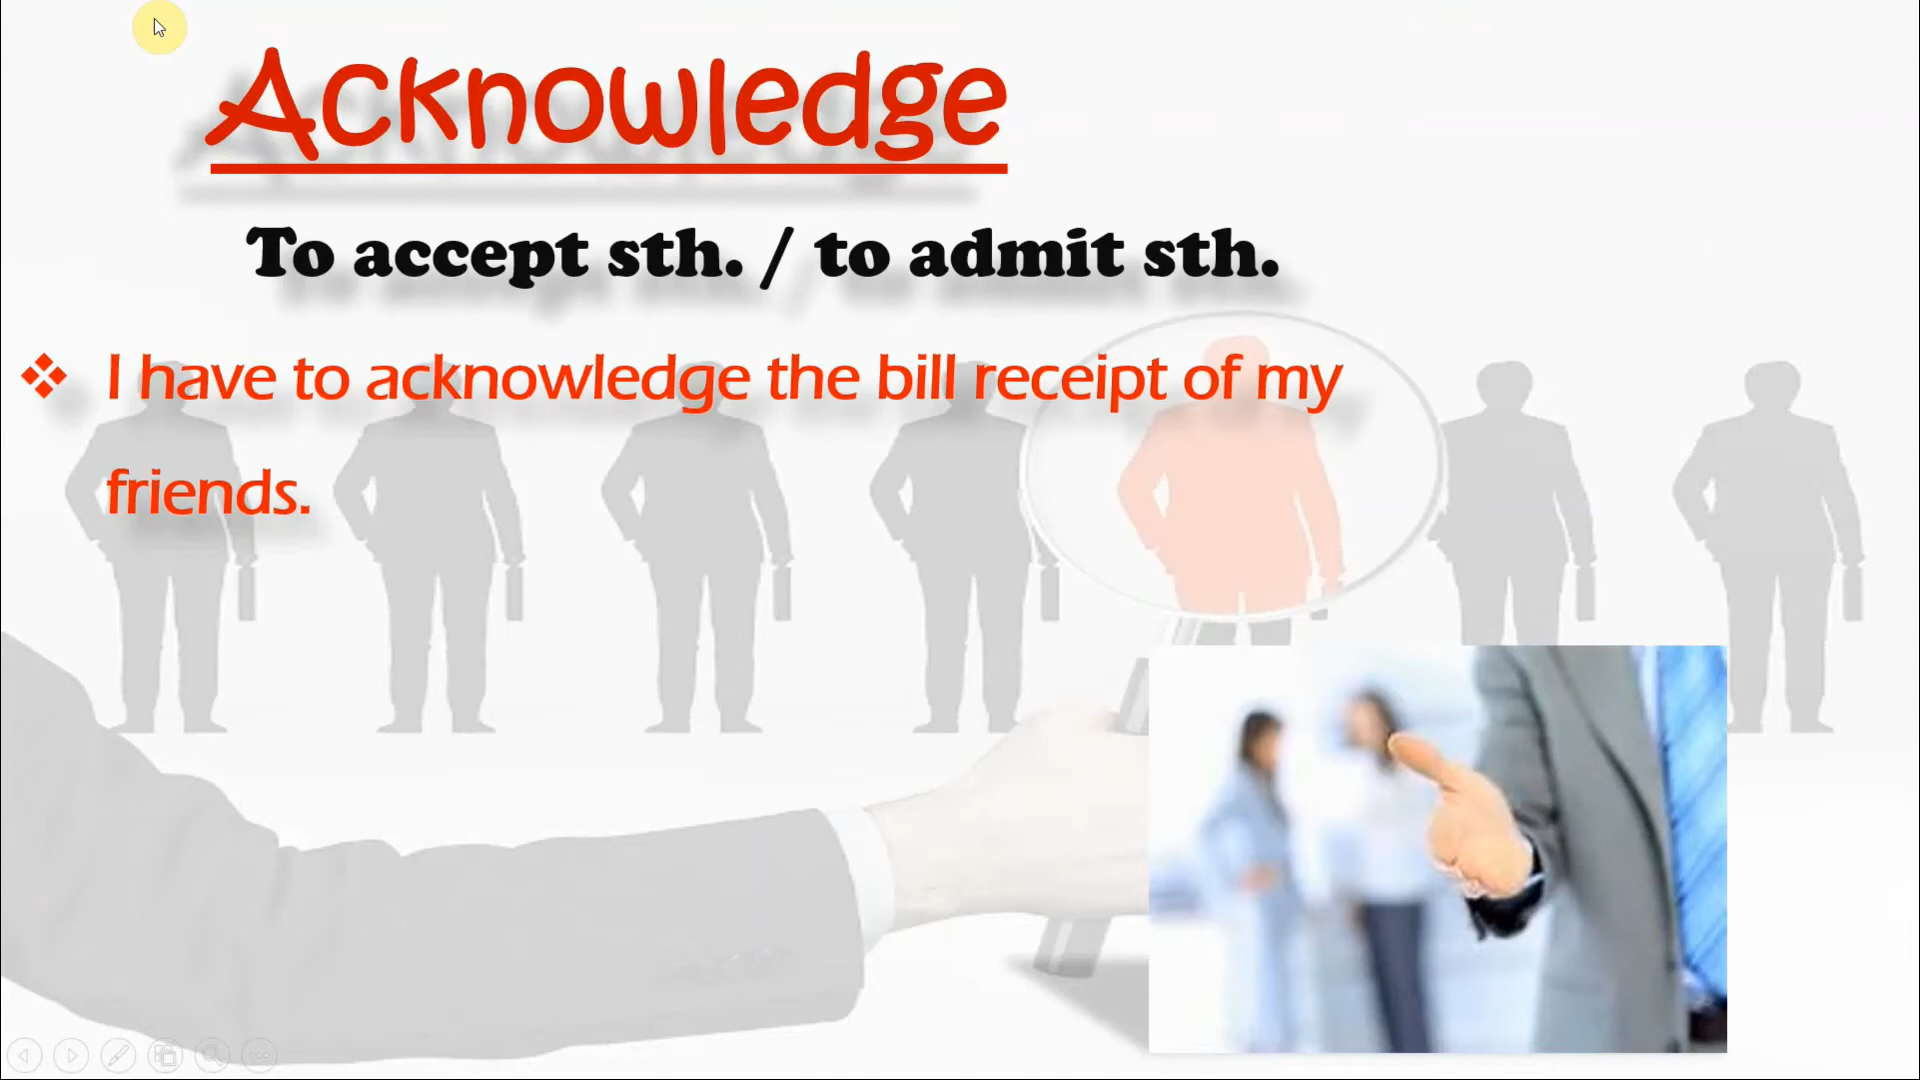 Acknowledge
To accept sth. / to admit sth.
I have to acknowledge the bill receipt of my
friends.